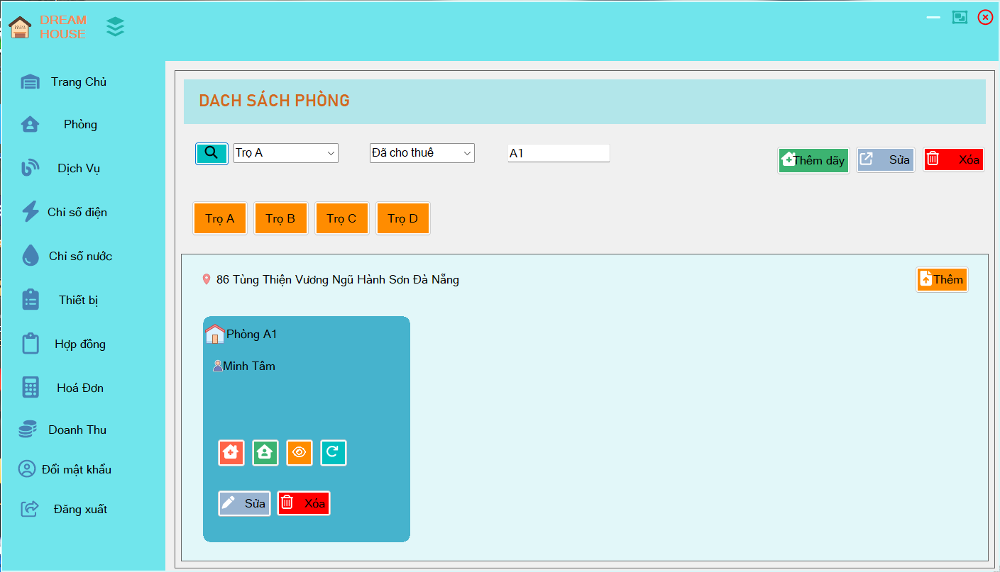 DREAM
HOUSE
Trang Chủ
Phòng
Dịch Vụ
Chỉ số điện
Chỉ số nước
Thiết bị
Hợp đồng
Hoá Đơn
Doanh Thu
Đổi mật khẩu
Đăng xuất
DACH SÁCH PHÒNG
Trọ A
Đã cho thuê
A1
Thêm dãy
Sửa
Xóa
Trọ A
Trọ B
Trọ C
Trọ D
86 Tùng Thiện Vương Ngũ Hành Sơn Đà Nẵng
Thêm
Phòng A1
Minh Tâm
Sửa
Xóa